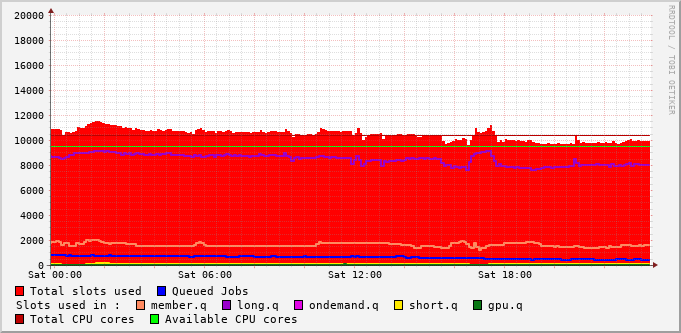 20000
18000
16000
14000
12000
10000
8000
6000
4000
2000
0
Sat 00:00 Sat 06:00 Sat 12:00 Sat 18:00
RRDTOOL / TOBI OETIKER
Total slots used Queued Jobs
Slots used in : member.q long.q ondemand.q short.q gpu.q
Total CPU cores Available CPU cores